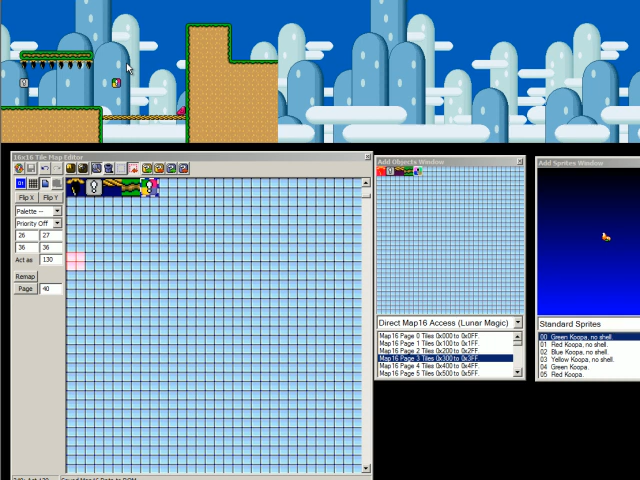 16x16 Tile Map Editor
Flip X Flip Y
Palette --
Priority Off
26 27
36 36
Act as 130
Remap
Page 40
Add Objects Window
Direct Map16 Access (Lunar Magic)
Map16 Page 0 Tiles 0x000 to 0x0FF.
Map16 Page 1 Tiles 0x100 to 0x1FF.
Map16 Page 2 Tiles 0x200 to 0x2FF.
Map16 Page 3 Tiles 0x300 to 0x3FF.
Map16 Page 4 Tiles 0x400 to 0x4FF.
Map16 Page 5 Tiles 0x500 to 0x5FF.
Add Sprites Window
Standard Sprites
00 Green Koopa, no shell.
01 Red Koopa, no shell.
02 Blue Koopa, no shell.
03 Yellow Koopa, no shell.
04 Green Koopa.
05 Red Koopa.